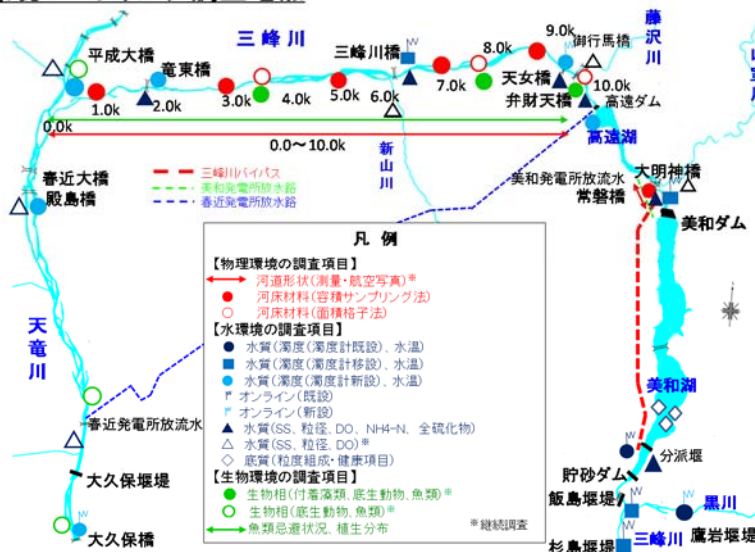 三峰川
藤沢川
平成大橋
竜東橋
三峰川橋
8.0k
9.0k
御行馬橋
天女橋
10.0k
弁財天橋
高遠ダム
高遠湖
0.0k
1.0k
2.0k
3.0k
4.0k
5.0k
6.0k
7.0k
0.0～10.0k
新山川
春近大橋
殿島橋
三峰川バイパス
美和発電所放水路
春近発電所放流水路
美和発電所放流水
大明神橋
常盤橋
美和ダム
天竜川
春近発電所放流水
大久保堰堤
大久保橋
美和湖
分派堰
貯砂ダム
飯島堰堤
黒川
杉島堰堤
三峰川
鷹岩堰堤
凡 例
【物理環境の調査項目】
河道形状(測量・航空写真)※
河床材料(容積サンプリング法)
河床材料(面積格子法)
【水環境の調査項目】
水質(濁度(濁度計既設)、水温)
水質(濁度(濁度計移設)、水温)
水質(濁度(濁度計新設)、水温)
オンライン(既設)
オンライン(新設)
水質(SS、粒径、DO、NH4-N、全硫化物)
水質(SS、粒径、DO)※
底質(粒度組成・健康項目)
【生物環境の調査項目】
生物相(付着藻類、底生動物、魚類)※
生物相(底生動物、魚類)※
魚類忌避状況、植生分布
※継続調査